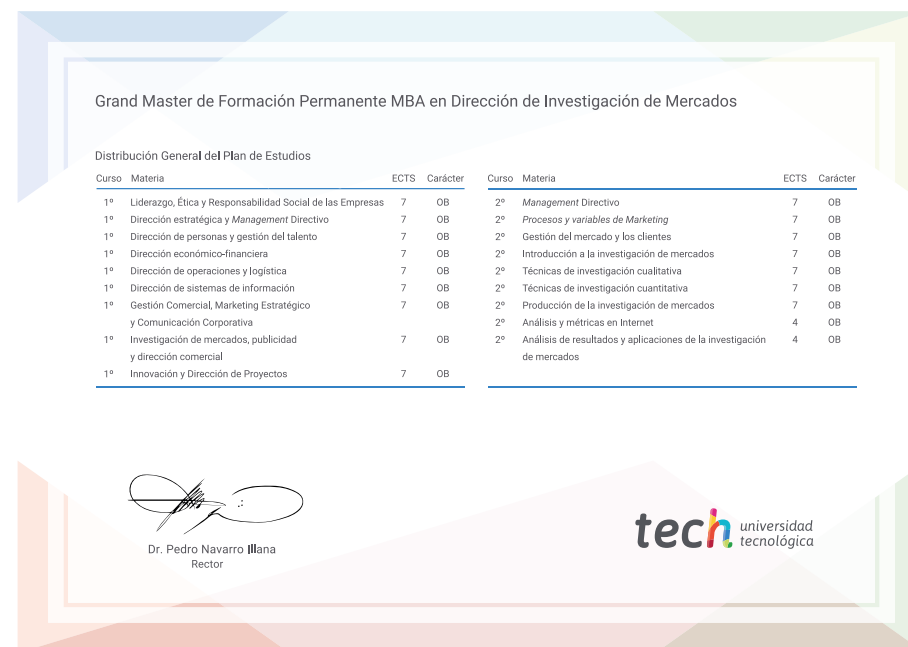 Grand Master de Formación Permanente MBA en Dirección de Investigación de Mercados
Distribución General del Plan de Estudios
Curso Materia ECTS Carácter
1º Liderazgo, Ética y Responsabilidad Social de las Empresas 7 OB
1º Dirección estratégica y Management Directivo 7 OB
1º Dirección de personas y gestión del talento 7 OB
1º Dirección económico-financiera 7 OB
1º Dirección de operaciones y logística 7 OB
1º Dirección de sistemas de información 7 OB
1º Gestión Comercial, Marketing Estratégico 7 OB
y Comunicación Corporativa
1º Investigación de mercados, publicidad 7 OB
y dirección comercial
1º Innovación y Dirección de Proyectos 7 OB
Curso Materia ECTS Carácter
2º Management Directivo 7 OB
2º Procesos y variables de Marketing 7 OB
2º Gestión del mercado y los clientes 7 OB
2º Introducción a la investigación de mercados 7 OB
2º Técnicas de investigación cualitativa 7 OB
2º Técnicas de investigación cuantitativa 7 OB
2º Producción de la investigación de mercados 7 OB
2º Análisis y métricas en Internet 4 OB
2º Análisis de resultados y aplicaciones de la investigación 4 OB
de mercados
Dr. Pedro Navarro Illana
Rector
tech universidad
tecnológica